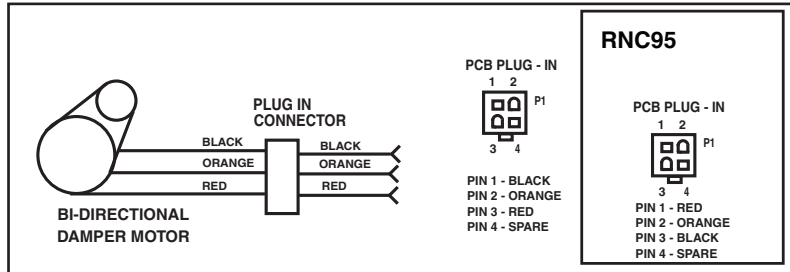 BLACK
ORANGE
RED
PLUG IN
CONNECTOR
BLACK
ORANGE
RED
BI-DIRECTIONAL
DAMPER MOTOR
PCB PLUG - IN
1 2
P1
3 4
PIN 1 - BLACK
PIN 2 - ORANGE
PIN 3 - RED
PIN 4 - SPARE
RNC95
PCB PLUG - IN
1 2
P1
3 4
PIN 1 - RED
PIN 2 - ORANGE
PIN 3 - BLACK
PIN 4 - SPARE